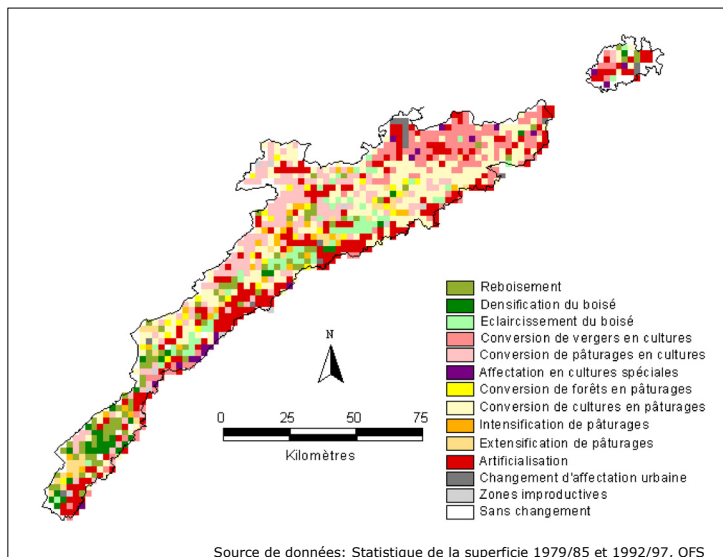 Reboisement
Densification du boisé
Eclaircissement du boisé
Conversion de vergers en cultures
Conversion de pâturages en cultures
Affectation en cultures spéciales
Conversion de forêts en pâturages
Conversion de cultures en pâturages
Intensification de pâturages
Extensification de pâturages
Artificialisation
Changement d'affectation urbaine
Zones improductives
Sans changement
N
0 25 50 75
Kilomètres
Source de données: Statistique de la superficie 1979/85 et 1992/97, OFS